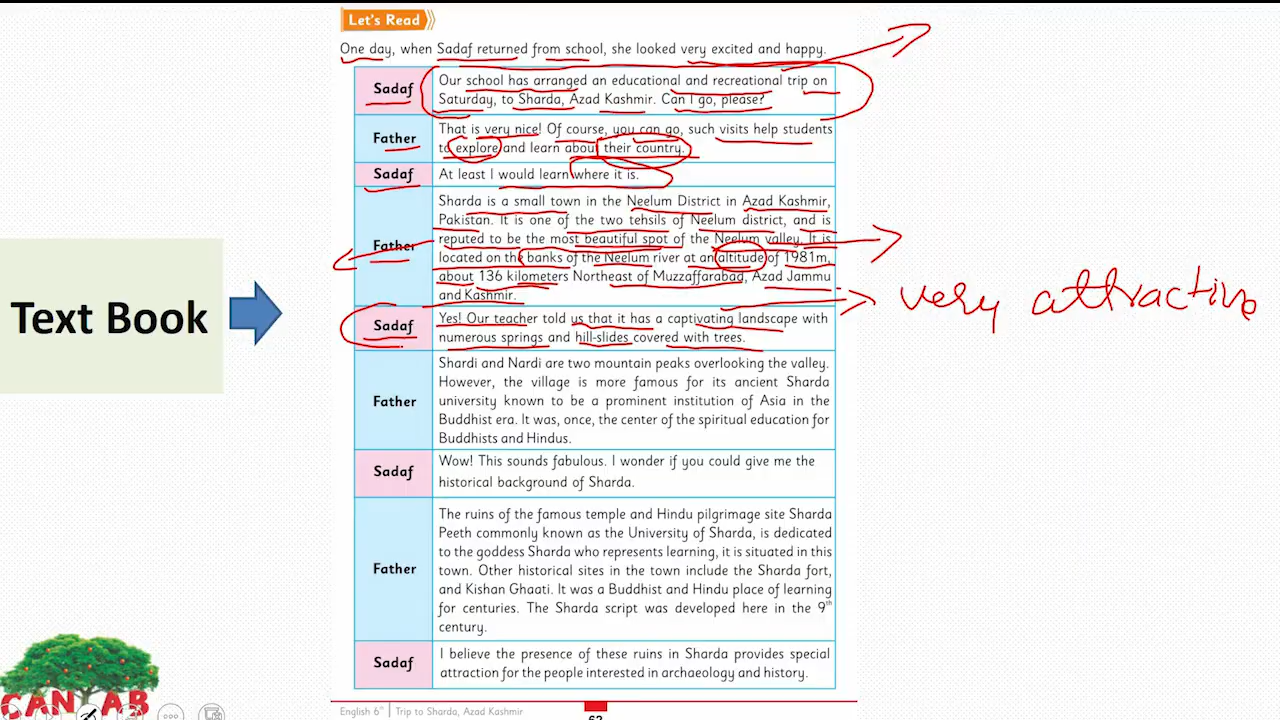 Let's Read
One day, when Sadaf returned from school, she looked very excited and happy.
Sadaf
Our school has arranged an educational and recreational trip on
Saturday, to Sharda, Azad Kashmir. Can I go, please?
Father
That is very nice! Of course, you can go, such visits help students
to explore and learn about their country.
Sadaf
At least I would learn where it is.
Father
Sharda is a small town in the Neelum District in Azad Kashmir,
Pakistan. It is one of the two tehsils of Neelum district, and is
reputed to be the most beautiful spot of the Neelum valley. It is
located on the banks of the Neelum river at an altitude of 1981m,
about 136 kilometers Northeast of Muzzaffarabad, Azad Jammu
and Kashmir.
very attractive
Text Book
Sadaf
Yes! Our teacher told us that it has a captivating landscape with
numerous springs and hill-slides covered with trees.
Father
Shardi and Nardi are two mountain peaks overlooking the valley.
However, the village is more famous for its ancient Sharda
university known to be a prominent institution of Asia in the
Buddhist era. It was, once, the center of the spiritual education for
Buddhists and Hindus.
Sadaf
Wow! This sounds fabulous. I wonder if you could give me the
historical background of Sharda.
Father
The ruins of the famous temple and Hindu pilgrimage site Sharda
Peeth commonly known as the University of Sharda, is dedicated
to the goddess Sharda who represents learning, it is situated in this
town. Other historical sites in the town include the Sharda fort,
and Kishan Ghaati. It was a Buddhist and Hindu place of learning
for centuries. The Sharda script was developed here in the 9th
century.
Sadaf
I believe the presence of these ruins in Sharda provides special
attraction for the people interested in archaeology and history.
English 6th | Trip to Sharda, Azad Kashmir
62
CANTAB